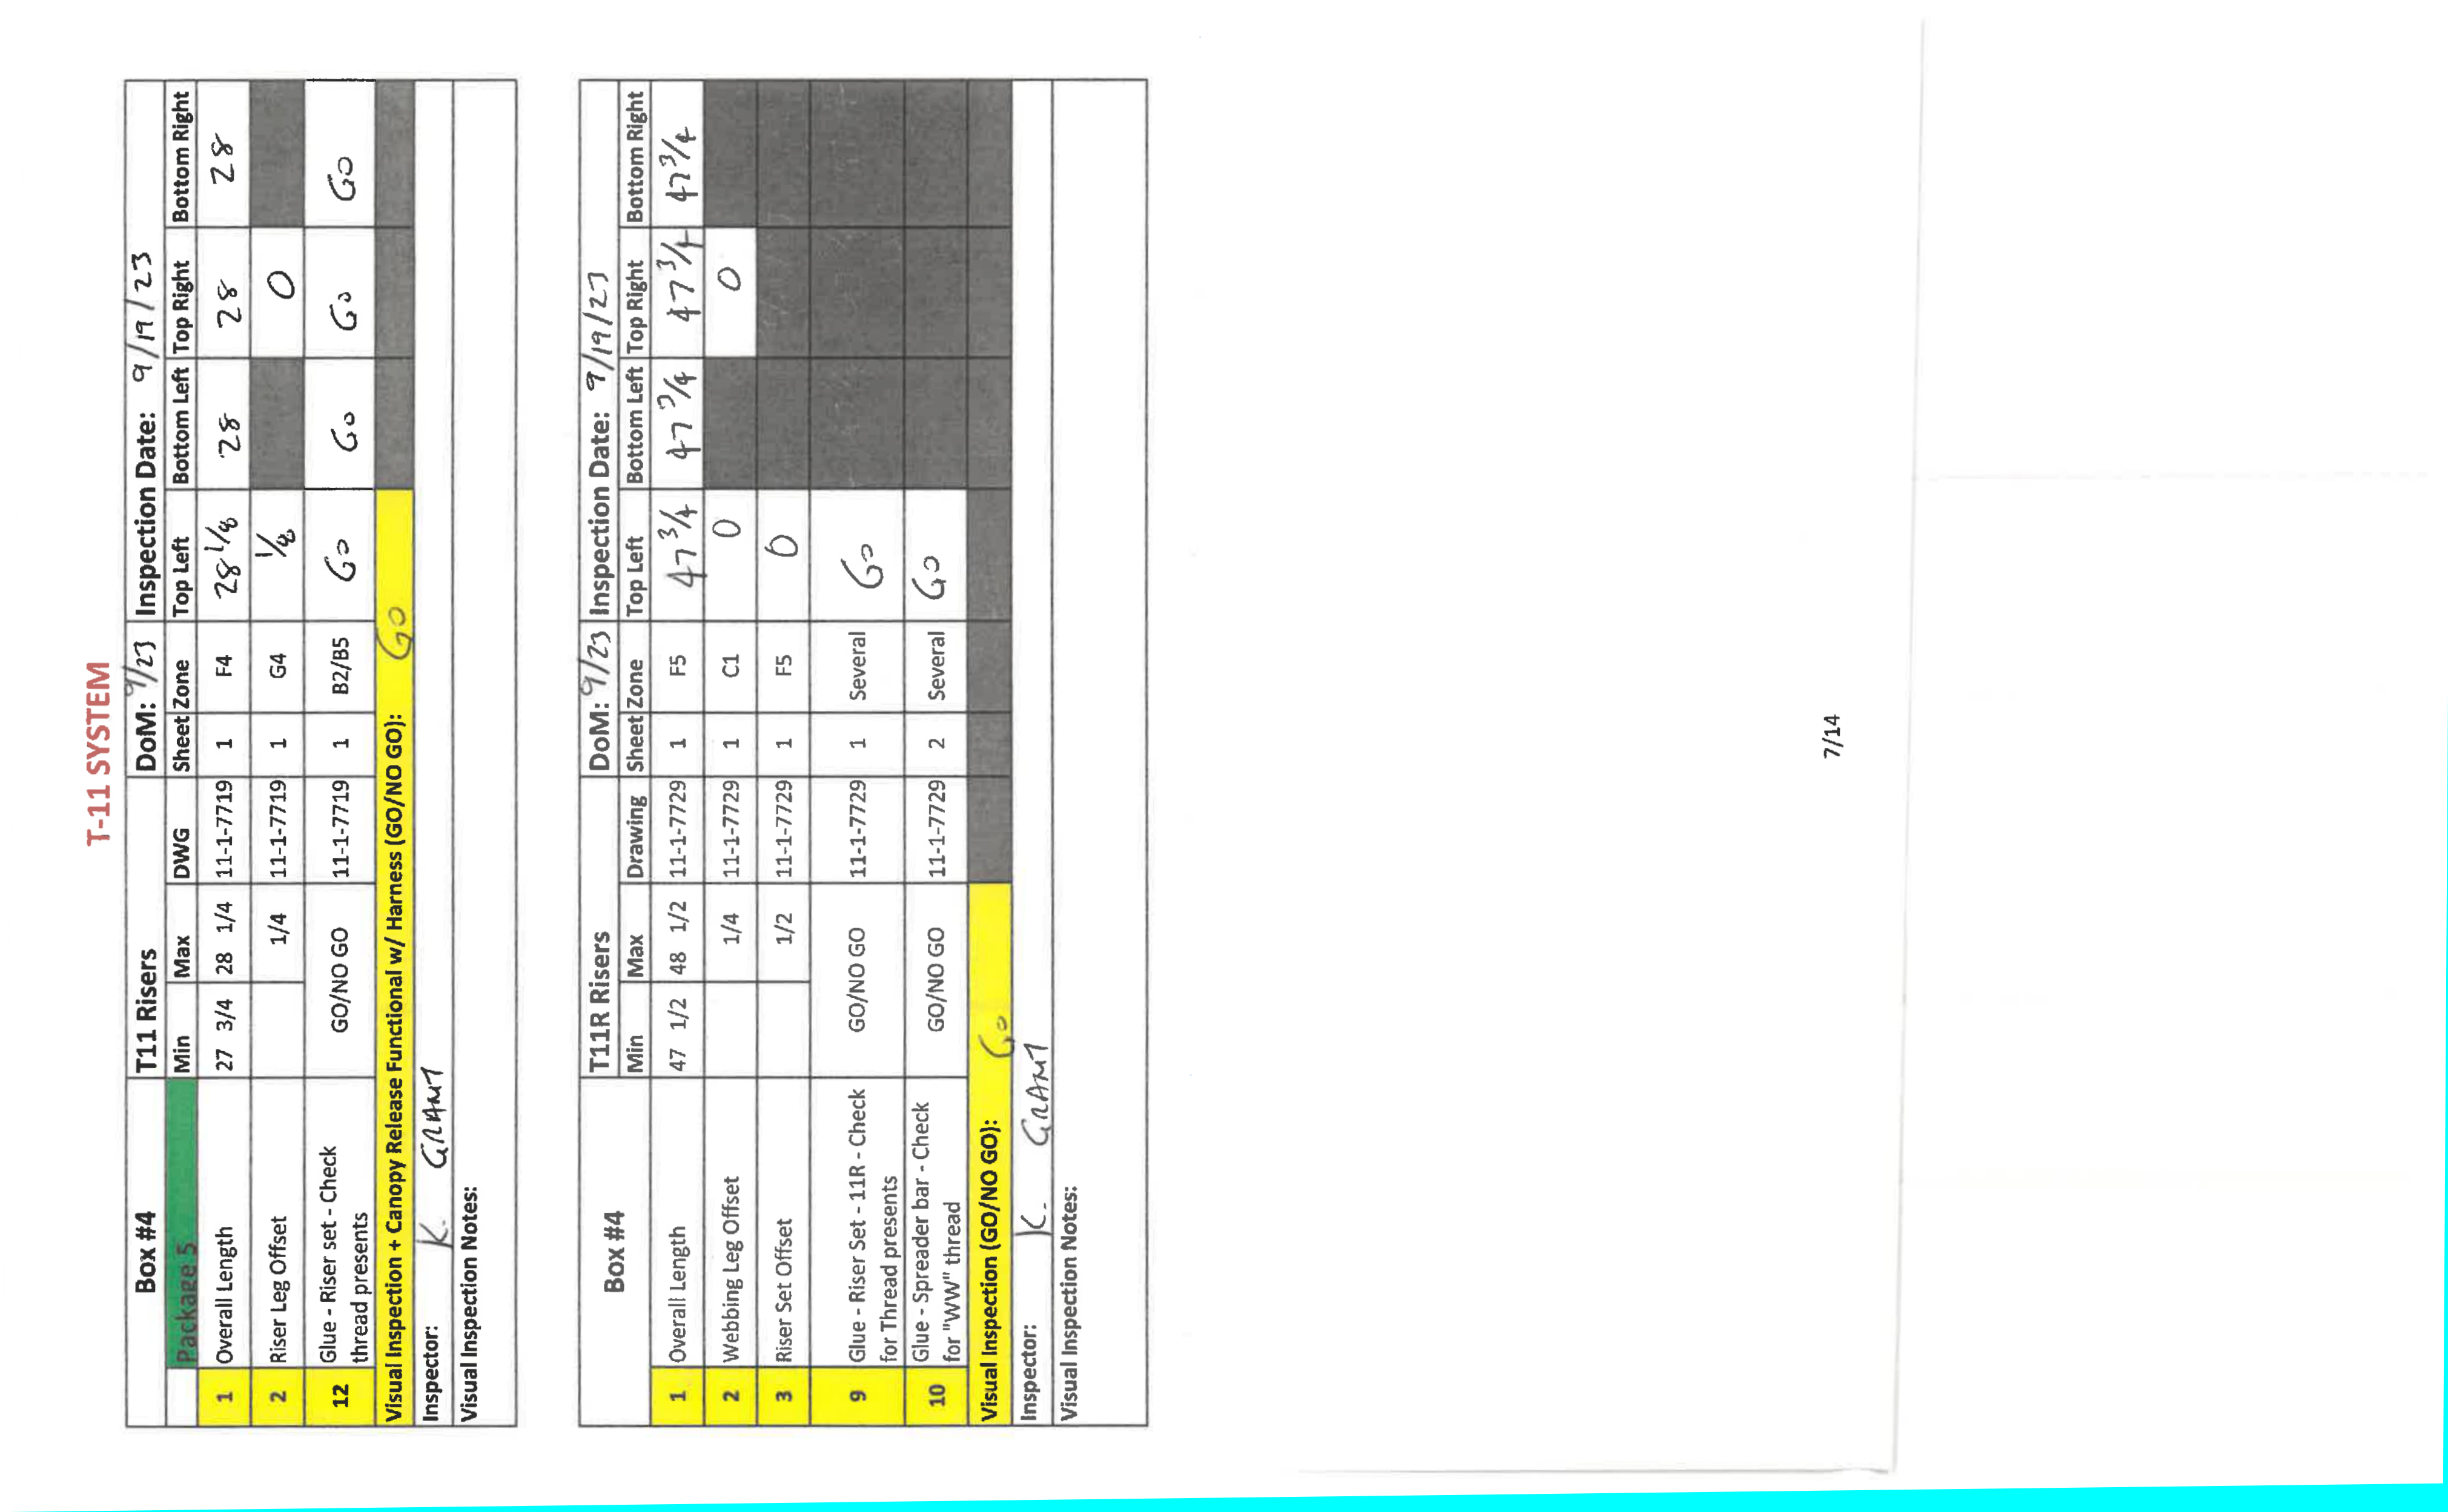 T-11 SYSTEM
Box #4 T11 Risers DoM: 9/23 Inspection Date: 9/19/23
Package 5 Min Max DWG Sheet Zone Top Left Bottom Left Top Right Bottom Right
1 Overall Length 27 3/4 28 1/4 11-1-7719 1 F4 28 1/8 28 28 28
2 Riser Leg Offset 1/4 11-1-7719 1 G4 1/8 0
12 Glue - Riser set - Check thread presents GO/NO GO 11-1-7719 1 B2/B5 Go Go Go Go
Visual Inspection + Canopy Release Functional w/ Harness (GO/NO GO): GO
Inspector: K. GRANT
Visual Inspection Notes:
Box #4 T11R Risers DoM: 9/23 Inspection Date: 9/19/23
Min Max Drawing Sheet Zone Top Left Bottom Left Top Right Bottom Right
1 Overall Length 47 1/2 48 1/2 11-1-7729 1 F5 47 3/4 47 3/4 47 3/4 47 3/4
2 Webbing Leg Offset 1/4 11-1-7729 1 C1 0 0
3 Riser Set Offset 1/2 11-1-7729 1 F5 0
9 Glue - Riser Set - 11R - Check for Thread presents GO/NO GO 11-1-7729 1 Several Go
10 Glue - Spreader bar - Check for "WW" thread GO/NO GO 11-1-7729 2 Several Go
Visual Inspection (GO/NO GO): Go
Inspector: K. GRANT
Visual Inspection Notes:
7/14